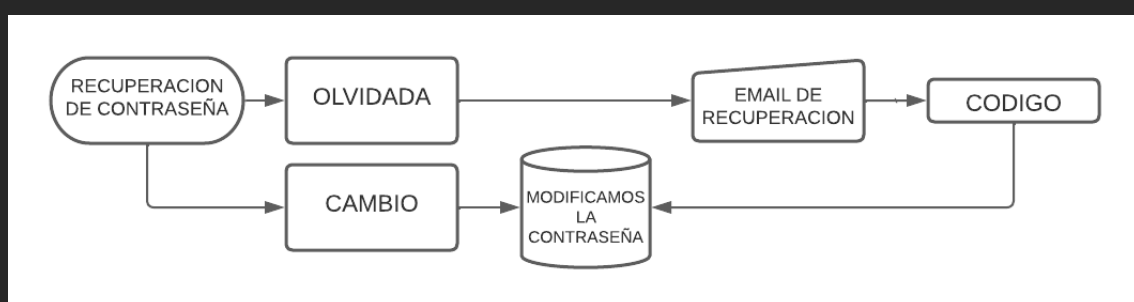 RECUPERACION
DE CONTRASEÑA
OLVIDADA
EMAIL DE
RECUPERACION
CODIGO
CAMBIO
MODIFICAMOS
LA
CONTRASEÑA